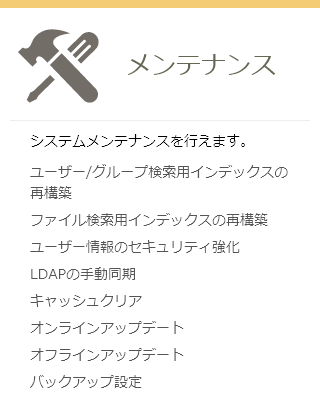 メンテナンス
システムメンテナンスを行えます。
ユーザー/グループ検索用インデックスの
再構築
ファイル検索用インデックスの再構築
ユーザー情報のセキュリティ強化
LDAPの手動同期
キャッシュクリア
オンラインアップデート
オフラインアップデート
バックアップ設定